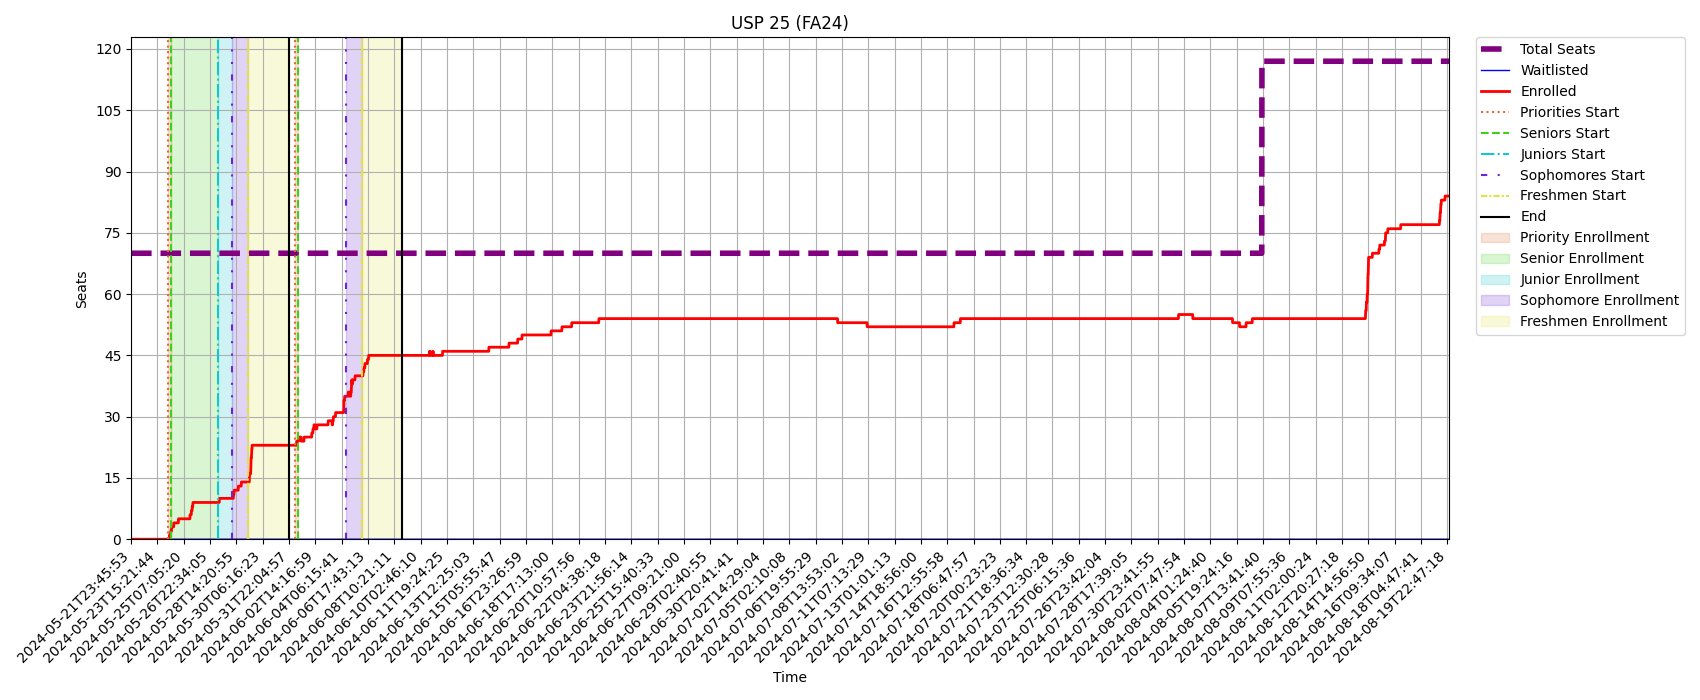 USP 25 (FA24)
120
105
90
75
60
45
30
15
0
Seats
2024-05-21T23:45:53
2024-05-23T15:21:44
2024-05-25T07:05:20
2024-05-26T22:34:05
2024-05-28T14:20:55
2024-05-30T06:16:23
2024-05-31T22:04:57
2024-06-02T14:16:59
2024-06-04T06:15:41
2024-06-06T17:43:13
2024-06-08T10:21:11
2024-06-10T02:46:10
2024-06-11T19:24:25
2024-06-13T12:25:03
2024-06-15T05:55:47
2024-06-16T23:26:59
2024-06-18T17:13:00
2024-06-20T10:57:56
2024-06-22T04:38:18
2024-06-23T21:56:14
2024-06-25T15:40:33
2024-06-27T09:21:00
2024-06-29T02:40:55
2024-06-30T20:41:41
2024-07-02T14:29:04
2024-07-05T02:10:08
2024-07-06T19:55:29
2024-07-08T13:53:02
2024-07-11T07:13:29
2024-07-13T01:01:13
2024-07-14T18:56:00
2024-07-16T12:55:58
2024-07-18T06:47:57
2024-07-20T00:23:23
2024-07-21T18:36:34
2024-07-23T12:30:28
2024-07-25T06:15:36
2024-07-26T23:42:04
2024-07-28T17:39:05
2024-07-30T23:41:55
2024-08-02T07:47:54
2024-08-04T01:24:40
2024-08-05T19:24:16
2024-08-07T13:41:40
2024-08-09T07:55:36
2024-08-11T02:00:24
2024-08-12T20:27:18
2024-08-14T14:56:50
2024-08-16T09:34:07
2024-08-18T04:47:41
2024-08-19T22:47:18
Time
Total Seats
Waitlisted
Enrolled
Priorities Start
Seniors Start
Juniors Start
Sophomores Start
Freshmen Start
End
Priority Enrollment
Senior Enrollment
Junior Enrollment
Sophomore Enrollment
Freshmen Enrollment